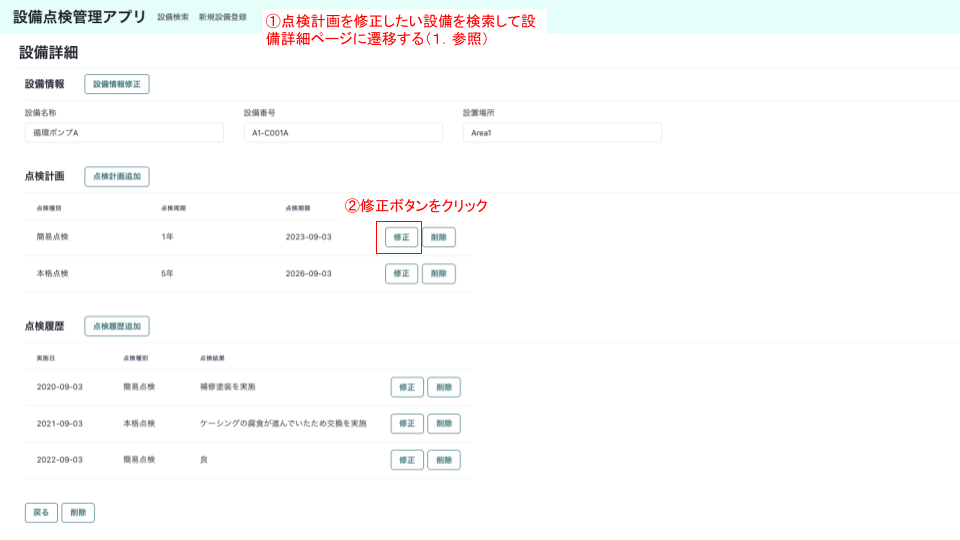 設備点検管理アプリ 設備検索 新規設備登録
①点検計画を修正したい設備を検索して設
備詳細ページに遷移する（１．参照）
設備詳細
設備情報 設備情報修正
設備名称 設備番号 設置場所
循環ポンプA A1-C001A Area1
点検計画 点検計画追加
②修正ボタンをクリック
点検種別 点検周期 点検期限
簡易点検 1年 2023-09-03 修正 削除
本格点検 5年 2026-09-03 修正 削除
点検履歴 点検履歴追加
実施日 点検種別 点検結果
2020-09-03 簡易点検 補修塗装を実施 修正 削除
2021-09-03 本格点検 ケーシングの腐食が進んでいたため交換を実施 修正 削除
2022-09-03 簡易点検 良 修正 削除
戻る 削除